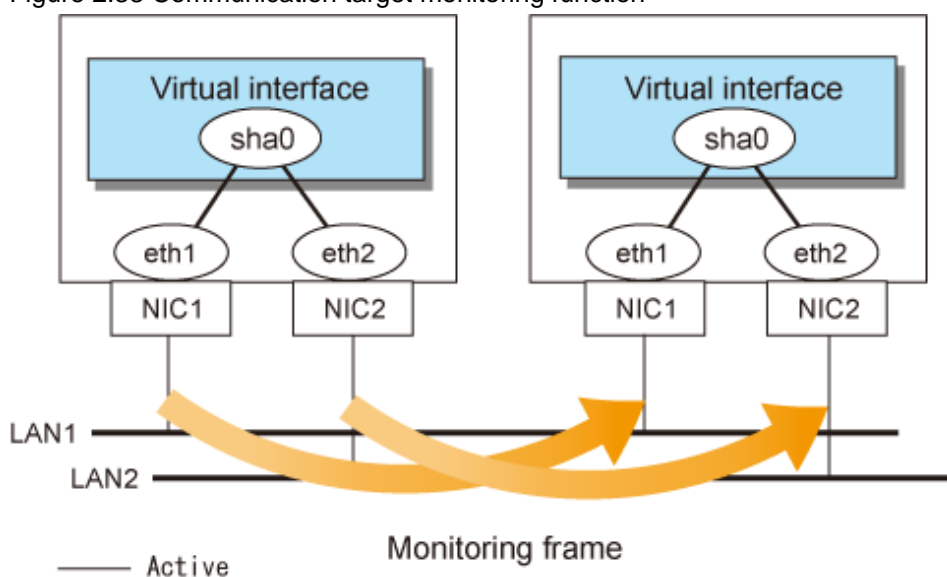 Virtual interface
sha0
eth1
eth2
NIC1
NIC2
Virtual interface
sha0
eth1
eth2
NIC1
NIC2
LAN1
LAN2
Monitoring frame
Active